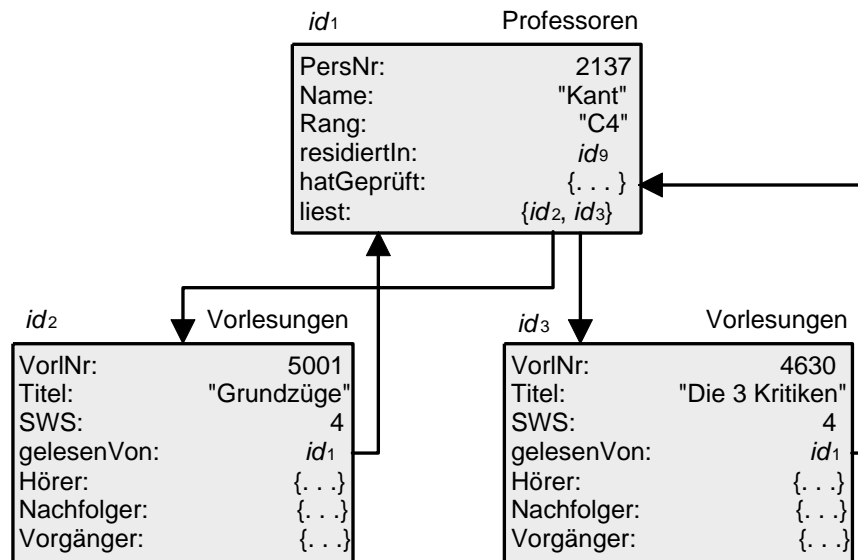 id1 Professoren
PersNr: 2137
Name: "Kant"
Rang: "C4"
residiertIn: id9
hatGeprüft: {. . . }
liest: {id2, id3}
id2 Vorlesungen
VorlNr: 5001
Titel: "Grundzüge"
SWS: 4
gelesenVon: id1
Hörer: {. . .}
Nachfolger: {. . .}
Vorgänger: {. . .}
id3 Vorlesungen
VorlNr: 4630
Titel: "Die 3 Kritiken"
SWS: 4
gelesenVon: id1
Hörer: {. . .}
Nachfolger: {. . .}
Vorgänger: {. . .}